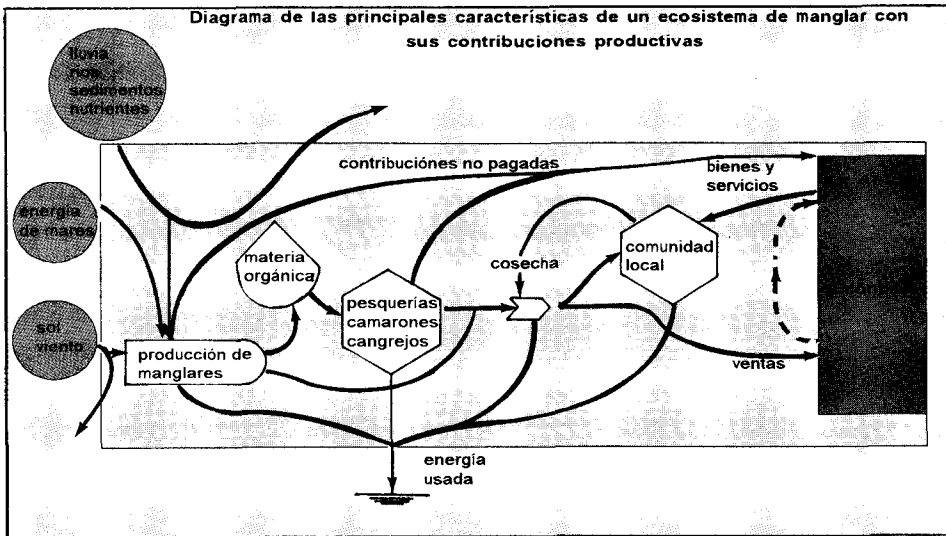 Diagrama de las principales características de un ecosistema de manglar con
sus contribuciones productivas
lluvia
rios
sedimentos
nutrientes
contribuciónes no pagadas
bienes y
servicios
energía
de mares
materia
orgánica
cosecha
comunidad
local
pesquerías
camarones
cangrejos
sol
viento
producción de
manglares
ventas
energía
usada